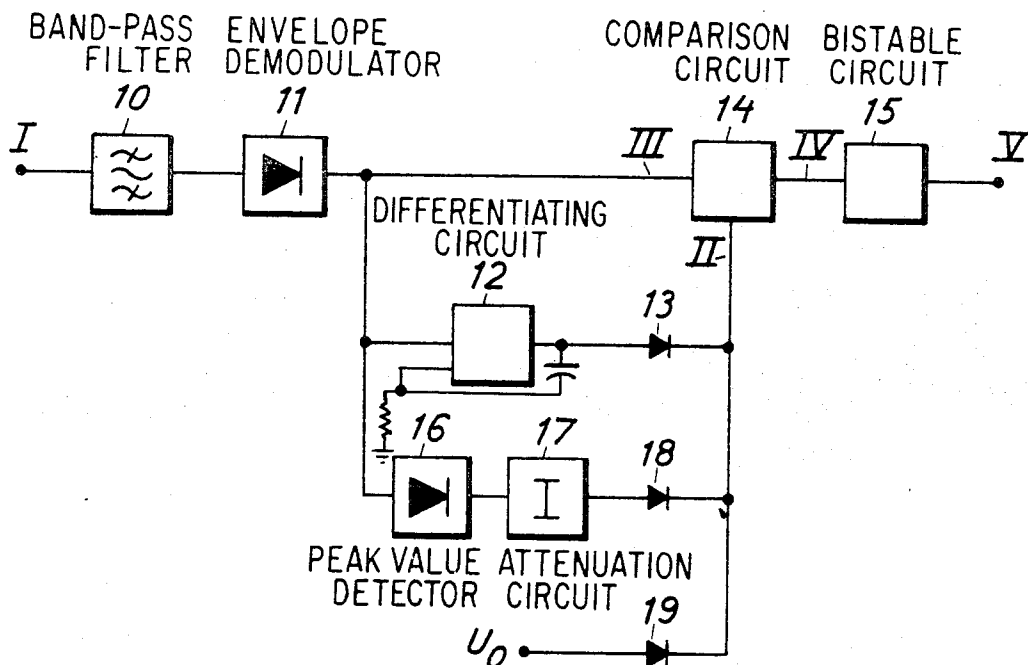 BAND-PASS ENVELOPE
FILTER DEMODULATOR
COMPARISON BISTABLE
CIRCUIT CIRCUIT
10
11
14
15
I
III
IV
V
DIFFERENTIATING
CIRCUIT
II
12
13
16
17
18
I
PEAK VALUE ATTENUATION
DETECTOR CIRCUIT
19
U0